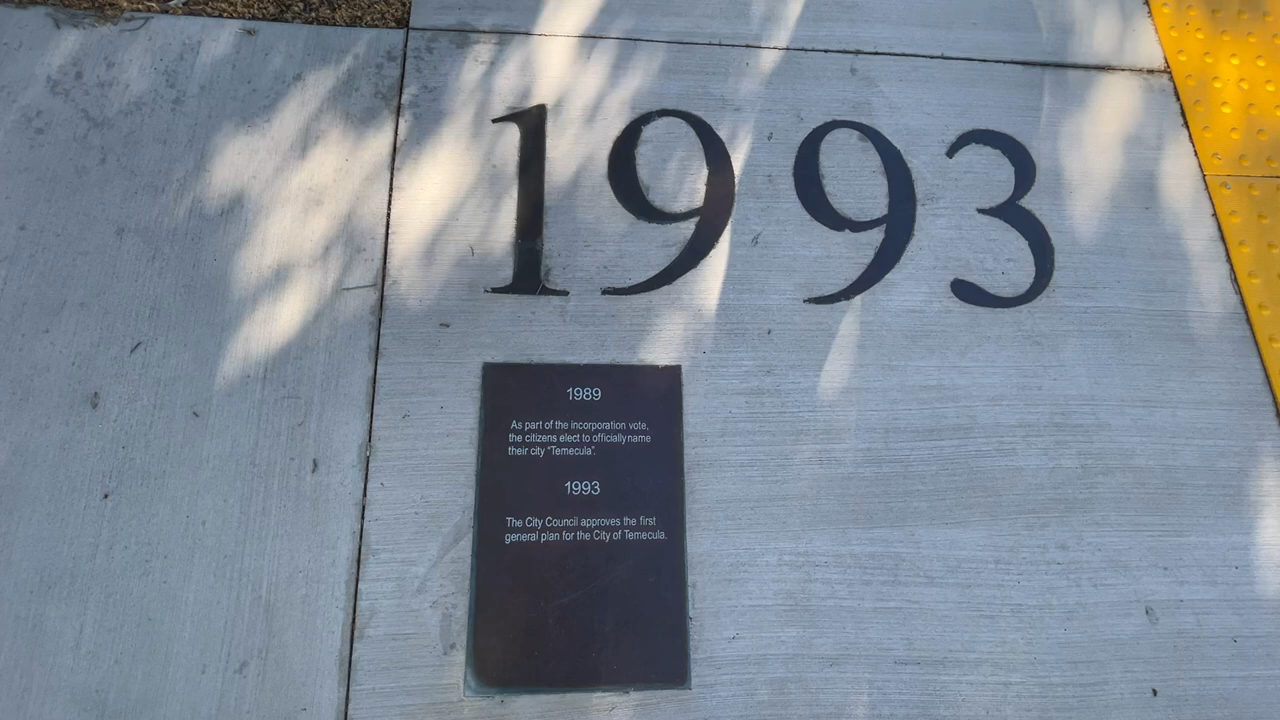 1993
1989
As part of the incorporation vote,
the citizens elect to officially name
their city “Temecula”.
1993
The City Council approves the first
general plan for the City of Temecula.